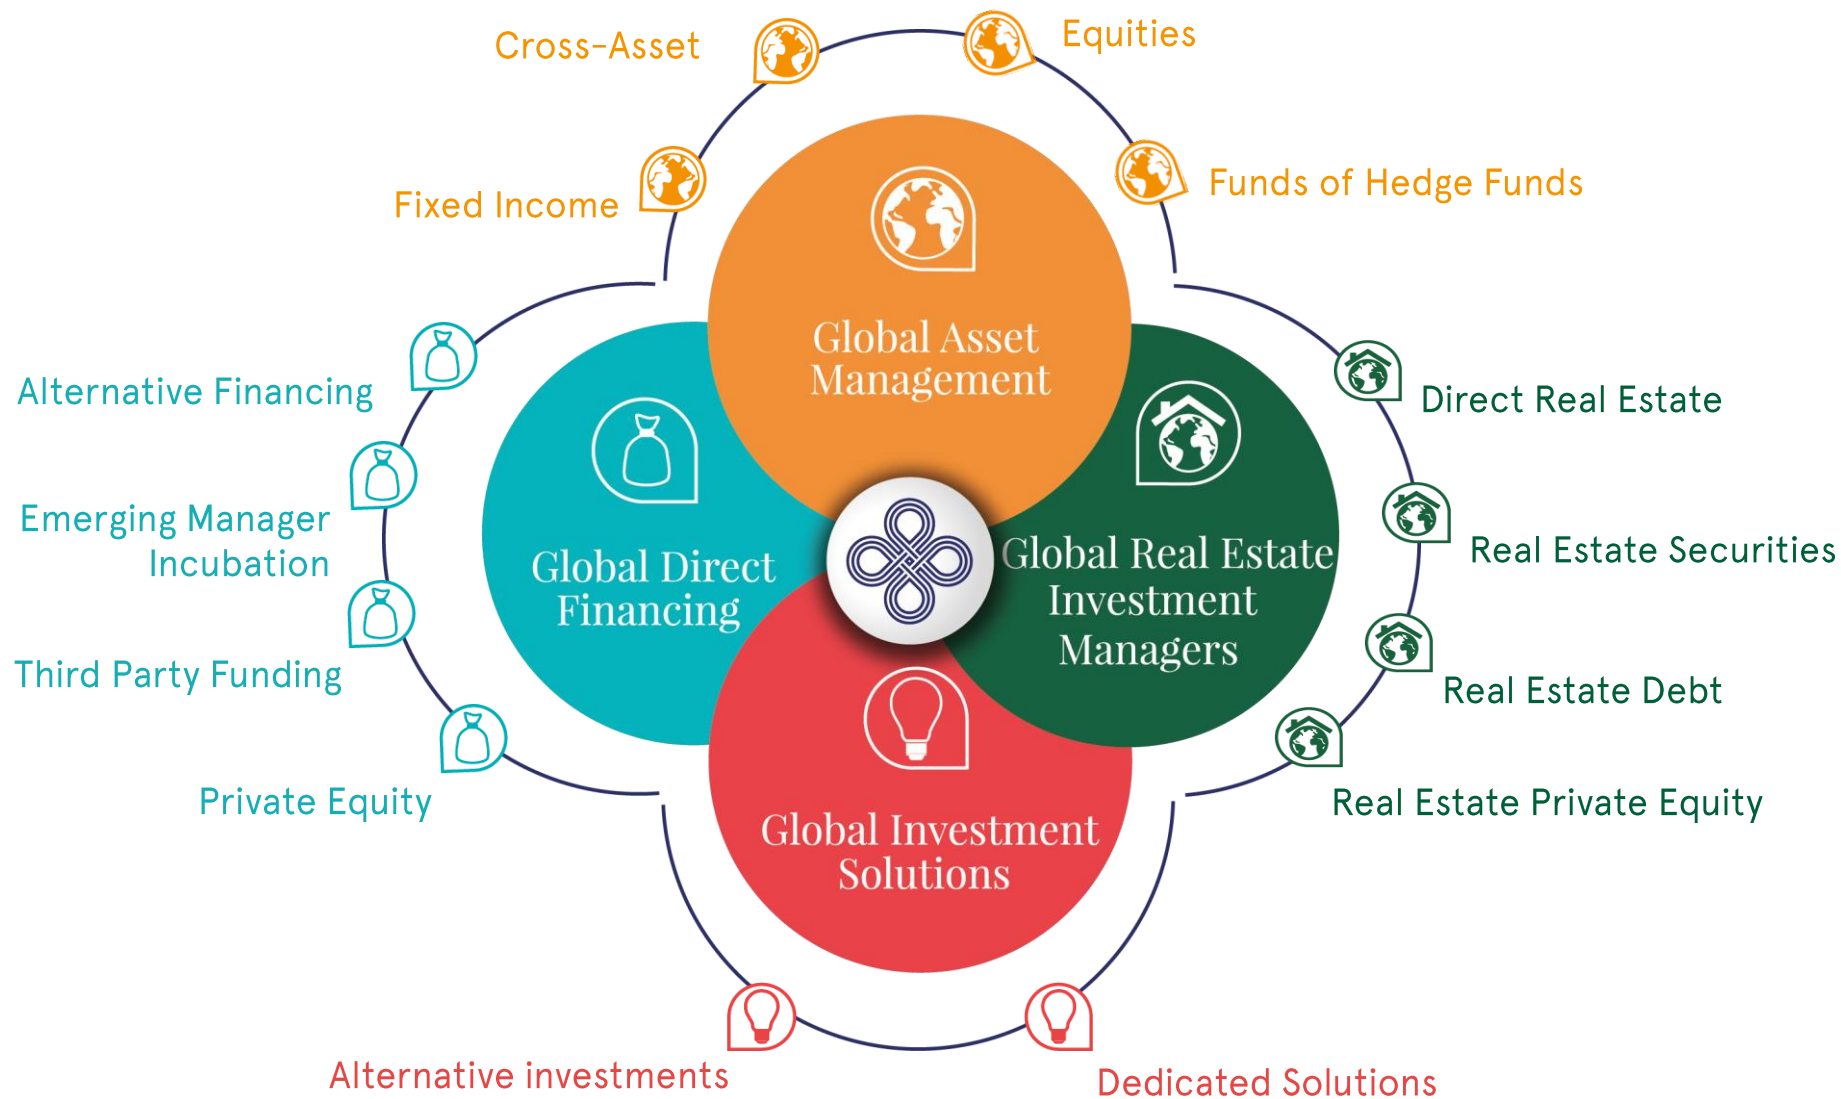 Cross-Asset
Equities
Fixed Income
Funds of Hedge Funds
Global Asset
Management
Alternative Financing
Emerging Manager
Incubation
Third Party Funding
Private Equity
Global Direct
Financing
Global Real Estate
Investment
Managers
Direct Real Estate
Real Estate Securities
Real Estate Debt
Real Estate Private Equity
Global Investment
Solutions
Alternative investments
Dedicated Solutions